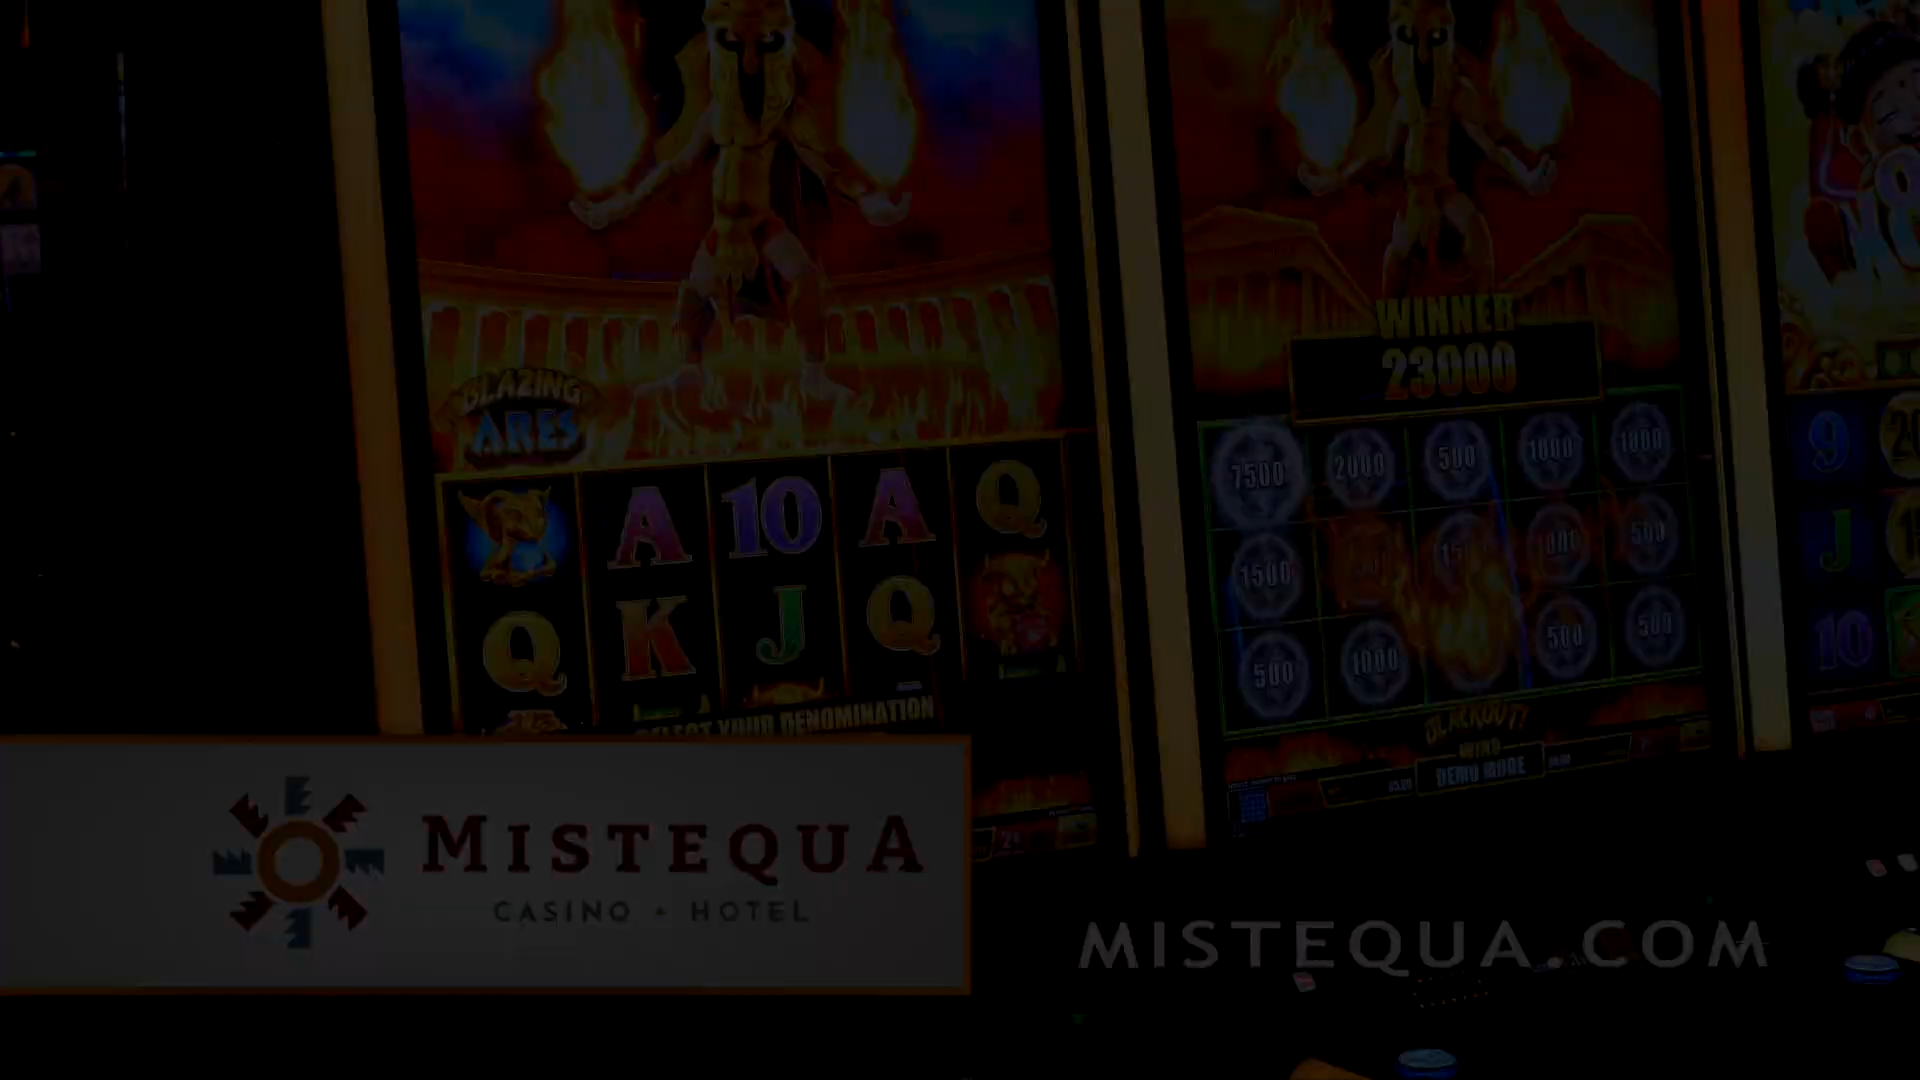 WINNER
23000
BLAZING
ARES
7500 2000 500 1000 1000
A 10 A Q
1500 500
Q K J Q
500 1000 500 500
SELECT YOUR DENOMINATION
BLACKOUT!
WINS
DEMO MODE
9
J
10
MISTEQUA
CASINO • HOTEL
MISTEQUA.COM